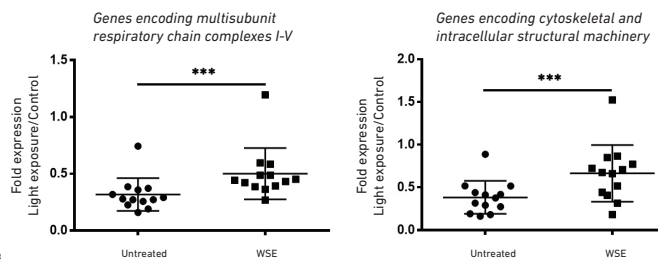 Genes encoding multisubunit
respiratory chain complexes I-V
Fold expression
Light exposure/Control
1.5
1.0
0.5
0.0
***
Untreated
WSE
Genes encoding cytoskeletal and
intracellular structural machinery
Fold expression
Light exposure/Control
2.0
1.5
1.0
0.5
0.0
***
Untreated
WSE